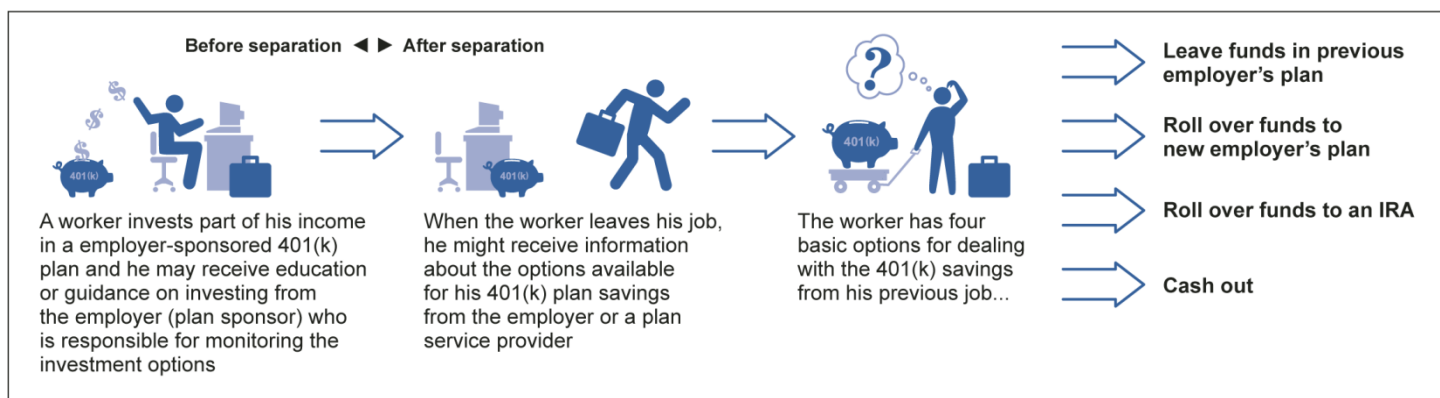 Before separation ◄ ► After separation
$
$
$
401(k)
A worker invests part of his income
in a employer-sponsored 401(k)
plan and he may receive education
or guidance on investing from
the employer (plan sponsor) who
is responsible for monitoring the
investment options
401(k)
When the worker leaves his job,
he might receive information
about the options available
for his 401(k) plan savings
from the employer or a plan
service provider
?
401(k)
The worker has four
basic options for dealing
with the 401(k) savings
from his previous job...
Leave funds in previous
employer’s plan
Roll over funds to
new employer’s plan
Roll over funds to an IRA
Cash out